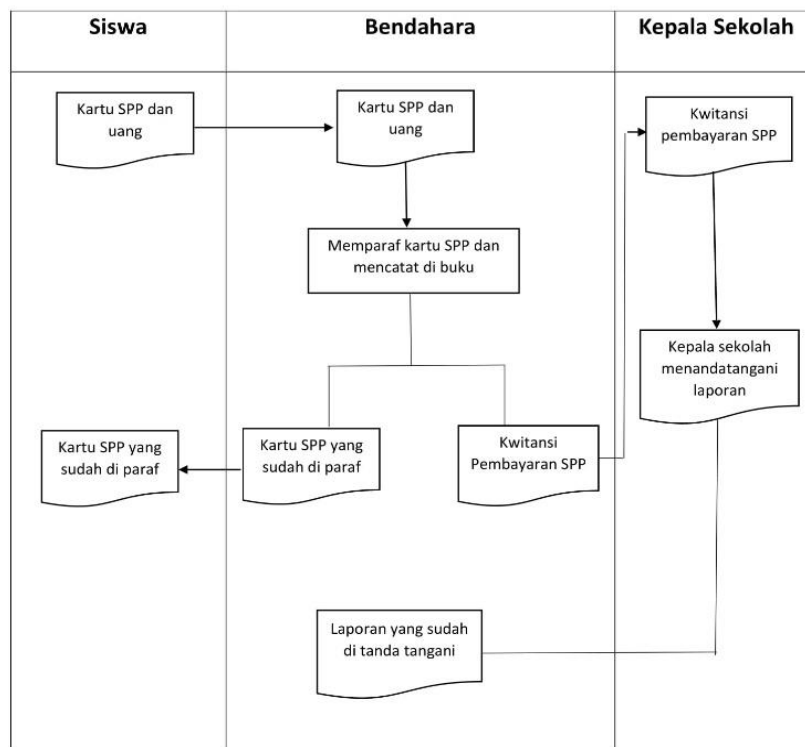 Siswa
Bendahara
Kepala Sekolah
Kartu SPP dan
uang
Kartu SPP dan
uang
Kwitansi
pembayaran SPP
Memparaf kartu SPP dan
mencatat di buku
Kepala sekolah
menandatangani
laporan
Kartu SPP yang
sudah di paraf
Kartu SPP yang
sudah di paraf
Kwitansi
Pembayaran SPP
Laporan yang sudah
di tanda tangani